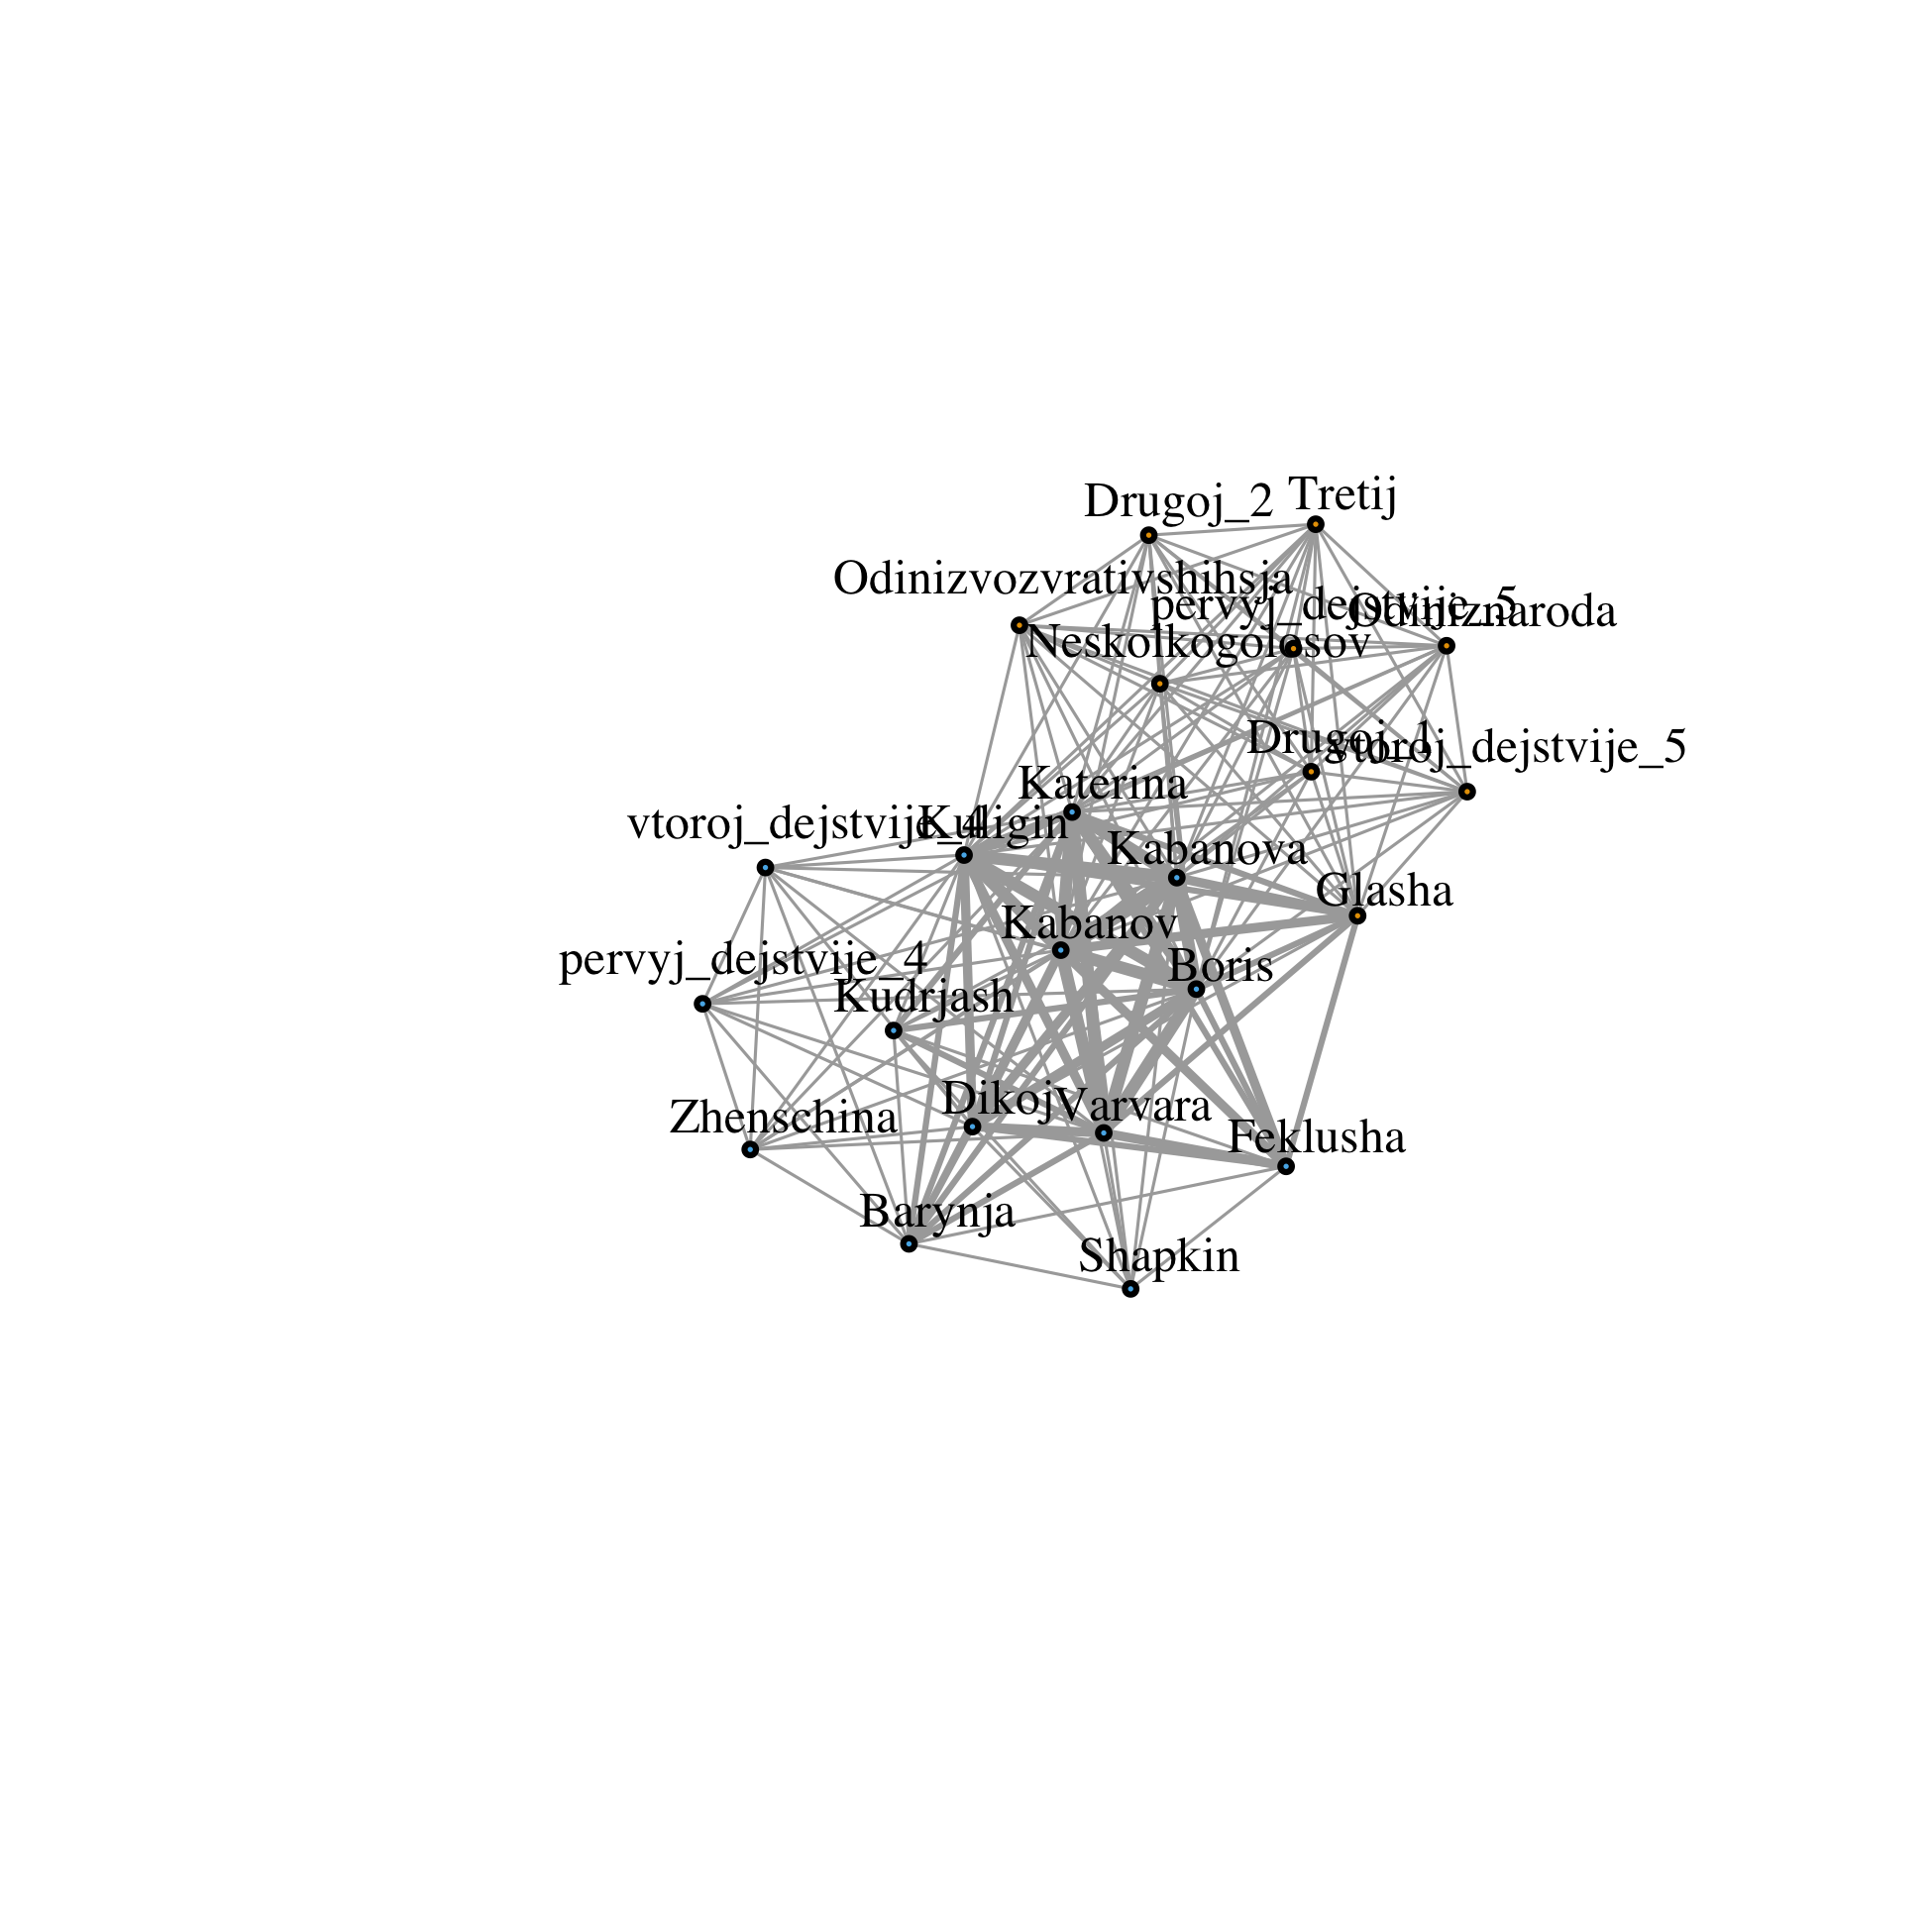 Drugoj_2
Tretij
Odinizvozvrativshihsja
pervyj_dejstvije_5
Odiniznaroda
Neskolkogolosov
Drugoj_1
vtoroj_dejstvije_5
Katerina
vtoroj_dejstvije_4
Kuligin
Kabanova
Glasha
Kabanov
pervyj_dejstvije_4
Boris
Kudrjash
Dikoj
Varvara
Zhenschina
Feklusha
Barynja
Shapkin